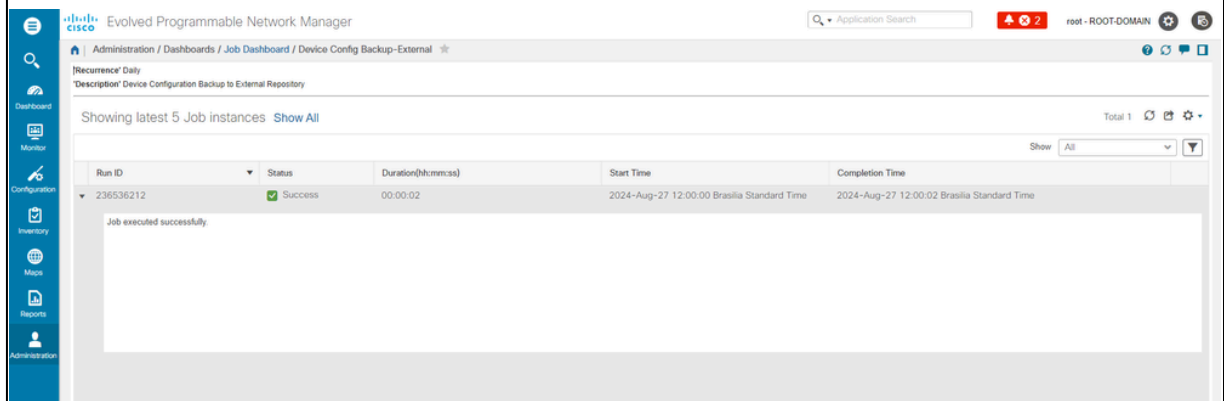 CISCO Evolved Programmable Network Manager
Application Search
2
root - ROOT-DOMAIN
Administration / Dashboards / Job Dashboard / Device Config Backup-External
'Recurrence' Daily
'Description' Device Configuration Backup to External Repository
Dashboard
Monitor
Configuration
Inventory
Maps
Reports
Administration
Showing latest 5 Job instances Show All
Total 1
Show All
Run ID Status Duration(hh:mm:ss) Start Time Completion Time
236536212 Success 00:00:02 2024-Aug-27 12:00:00 Brasilia Standard Time 2024-Aug-27 12:00:02 Brasilia Standard Time
Job executed successfully.